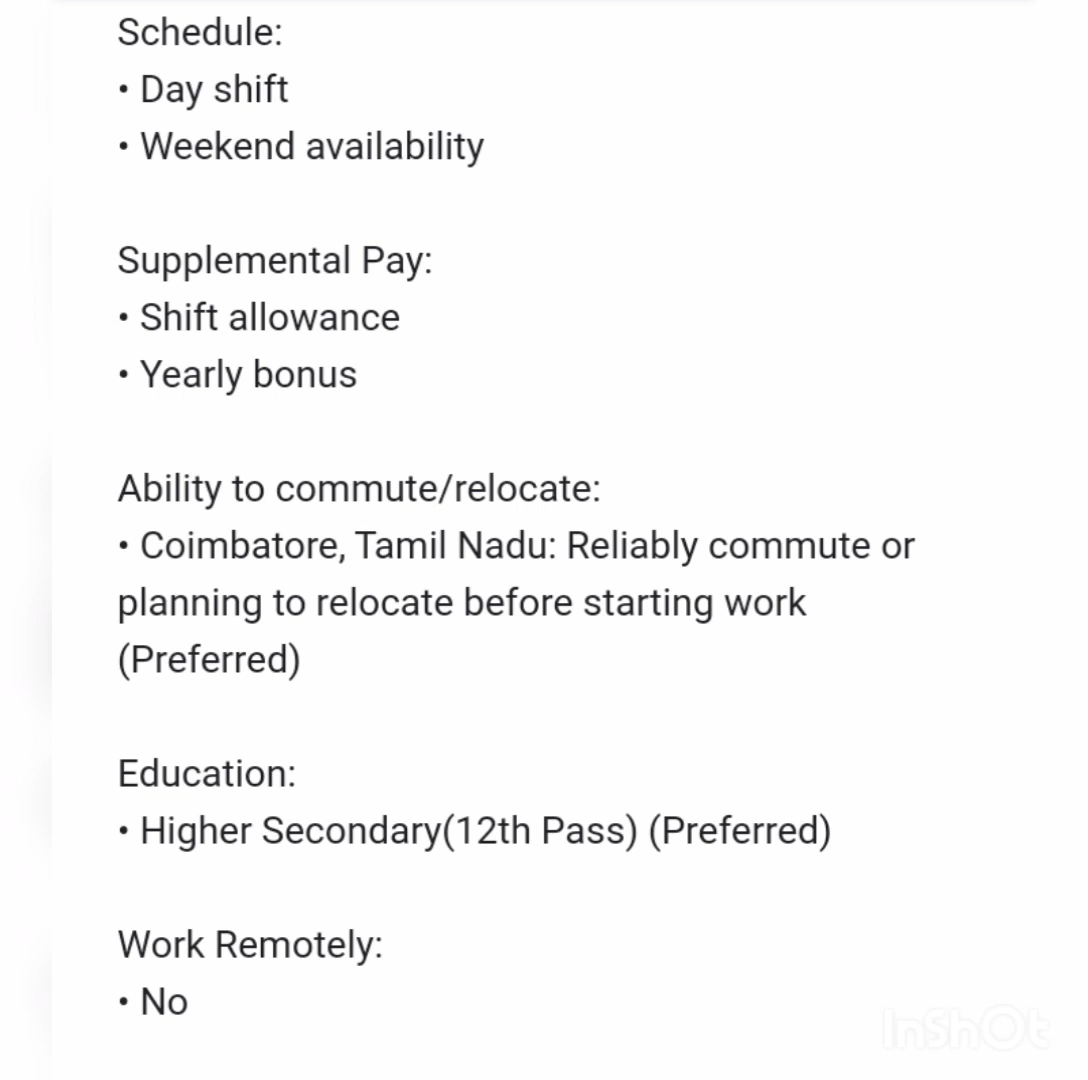 Schedule:
• Day shift
• Weekend availability
Supplemental Pay:
• Shift allowance
• Yearly bonus
Ability to commute/relocate:
• Coimbatore, Tamil Nadu: Reliably commute or
planning to relocate before starting work
(Preferred)
Education:
• Higher Secondary(12th Pass) (Preferred)
Work Remotely:
• No
InShOt